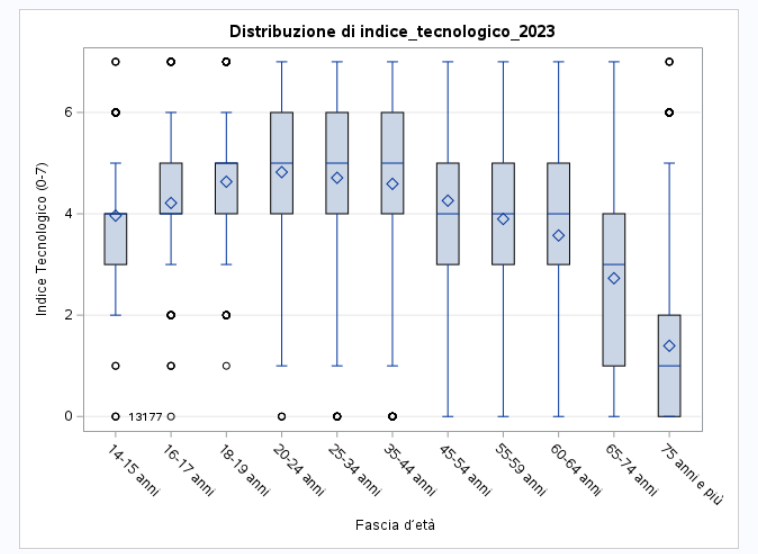 Distribuzione di indice_tecnologico_2023
Indice Tecnologico (0-7)
6
4
2
0
13177
14-15 anni
16-17 anni
18-19 anni
20-24 anni
25-34 anni
35-44 anni
45-54 anni
55-59 anni
60-64 anni
65-74 anni
75 anni e più
Fascia d'età